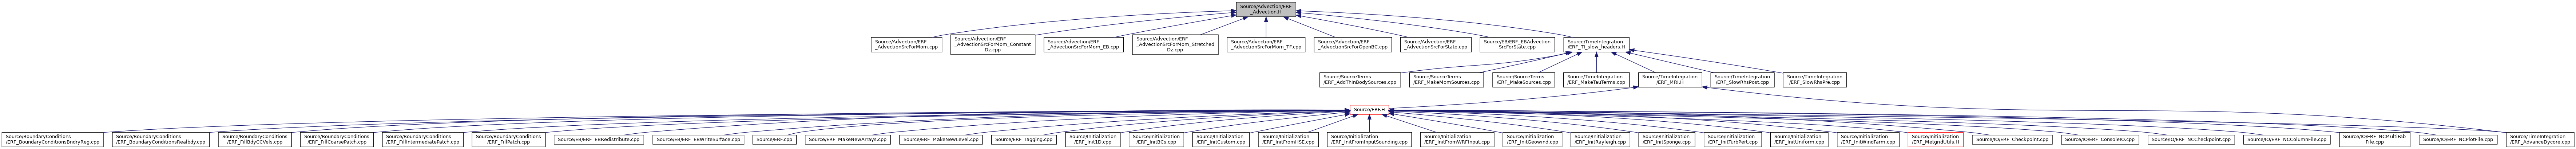 Source/Advection/ERF
_Advection.H
Source/Advection/ERF
_AdvectionSrcForMom.cpp
Source/Advection/ERF
_AdvectionSrcForMom_Constant
Dz.cpp
Source/Advection/ERF
_AdvectionSrcForMom_EB.cpp
Source/Advection/ERF
_AdvectionSrcForMom_Stretched
Dz.cpp
Source/Advection/ERF
_AdvectionSrcForMom_TF.cpp
Source/Advection/ERF
_AdvectionSrcForOpenBC.cpp
Source/Advection/ERF
_AdvectionSrcForState.cpp
Source/EB/ERF_EBAdvection
SrcForState.cpp
Source/TimeIntegration
/ERF_TI_slow_headers.H
Source/SourceTerms
/ERF_AddThinBodySources.cpp
Source/SourceTerms
/ERF_MakeMomSources.cpp
Source/SourceTerms
/ERF_MakeSources.cpp
Source/TimeIntegration
/ERF_MakeTauTerms.cpp
Source/TimeIntegration
/ERF_MRI.H
Source/TimeIntegration
/ERF_SlowRhsPost.cpp
Source/TimeIntegration
/ERF_SlowRhsPre.cpp
Source/ERF.H
Source/BoundaryConditions
/ERF_BoundaryConditionsBndryReg.cpp
Source/BoundaryConditions
/ERF_BoundaryConditionsRealbdy.cpp
Source/BoundaryConditions
/ERF_FillBdyCCVels.cpp
Source/BoundaryConditions
/ERF_FillCoarsePatch.cpp
Source/BoundaryConditions
/ERF_FillIntermediatePatch.cpp
Source/BoundaryConditions
/ERF_FillPatch.cpp
Source/EB/ERF_EBRedistribute.cpp
Source/EB/ERF_EBWriteSurface.cpp
Source/ERF.cpp
Source/ERF_MakeNewArrays.cpp
Source/ERF_MakeNewLevel.cpp
Source/ERF_Tagging.cpp
Source/Initialization
/ERF_Init1D.cpp
Source/Initialization
/ERF_InitBCs.cpp
Source/Initialization
/ERF_InitCustom.cpp
Source/Initialization
/ERF_InitFromHSE.cpp
Source/Initialization
/ERF_InitFromInputSounding.cpp
Source/Initialization
/ERF_InitFromWRFInput.cpp
Source/Initialization
/ERF_InitGeowind.cpp
Source/Initialization
/ERF_InitRayleigh.cpp
Source/Initialization
/ERF_InitSponge.cpp
Source/Initialization
/ERF_InitTurbPert.cpp
Source/Initialization
/ERF_InitUniform.cpp
Source/Initialization
/ERF_InitWindFarm.cpp
Source/Initialization
/ERF_MetgridUtils.H
Source/IO/ERF_Checkpoint.cpp
Source/IO/ERF_ConsoleIO.cpp
Source/IO/ERF_NCCheckpoint.cpp
Source/IO/ERF_NCColumnFile.cpp
Source/IO/ERF_NCMultiFab
File.cpp
Source/IO/ERF_NCPlotFile.cpp
Source/TimeIntegration
/ERF_AdvanceDycore.cpp